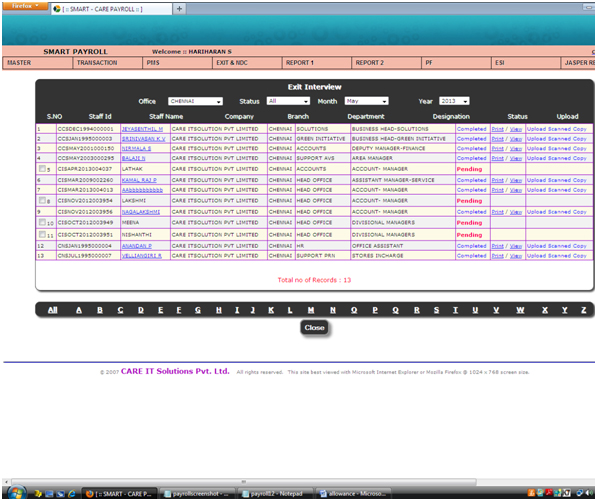 Firefox
[ :: SMART - CARE PAYROLL :: ] +
SMART PAYROLL Welcome :: HARIHARAN S
MASTER TRANSACTION PMS EXIT & NDC REPORT 1 REPORT 2 PF ESI JASPER RE
Exit Interview
Office CHENNAI Status All Month May Year 2013
S.NO Staff Id Staff Name Company Branch Department Designation Status Upload
1 CCSDEC1994000001 JEYASENTHIL M CARE ITSOLUTION PVT LIMITED CHENNAI SOLUTIONS BUSINESS HEAD-SOLUTIONS Completed Print / View Upload Scanned Copy
2 CCSJAN1995000003 SRINIVASAN K V CARE ITSOLUTION PVT LIMITED CHENNAI GREEN INITIATIVE BUSINESS HEAD-GREEN INITIATIVE Completed Print / View Upload Scanned Copy
3 CCSMAY2001000150 NIRMALA S CARE ITSOLUTION PVT LIMITED CHENNAI ACCOUNTS DEPUTY MANAGER-FINANCE Completed Print / View Upload Scanned Copy
4 CCSMAY2003000295 BALAJI N CARE ITSOLUTION PVT LIMITED CHENNAI SUPPORT AVS AREA MANAGER Completed Print / View Upload Scanned Copy
5 CISAPR2013004037 LATHAK CARE ITSOLUTION PVT LIMITED CHENNAI ACCOUNTS ACCOUNT- MANAGER Pending
6 CISMAR2009002260 KAMAL RAJ P CARE ITSOLUTION PVT LIMITED CHENNAI HEAD OFFICE ASSISTANT MANAGER-SERVICE Completed Print / View Upload Scanned Copy
7 CISMAR2013004013 CARE ITSOLUTION PVT LIMITED CHENNAI HEAD OFFICE ACCOUNT- MANAGER Completed Print / View Upload Scanned Copy
8 CISNOV2012003954 LAKSHMI CARE ITSOLUTION PVT LIMITED CHENNAI HEAD OFFICE ACCOUNT- MANAGER Pending
9 CISNOV2012003956 NAGALAKSHMI CARE ITSOLUTION PVT LIMITED CHENNAI HEAD OFFICE ACCOUNT- MANAGER Completed Print / View Upload Scanned Copy
10 CISOCT2012003949 MEENA CARE ITSOLUTION PVT LIMITED CHENNAI HEAD OFFICE DIVISIONAL MANAGERS Pending
11 CISOCT2012003951 NISHANTHI CARE ITSOLUTION PVT LIMITED CHENNAI HEAD OFFICE DIVISIONAL MANAGERS Pending
12 CNSJAN1995000004 ANANDAN P CARE ITSOLUTION PVT LIMITED CHENNAI HR OFFICE ASSISTANT Completed Print / View Upload Scanned Copy
13 CNSJUL1995000007 VELLIANGIRI R CARE ITSOLUTION PVT LIMITED CHENNAI SUPPORT PRN STORES INCHARGE Completed Print / View Upload Scanned Copy
Total no of Records : 13
All A B C D E F G H I J K L M N O P Q R S T U V W X Y Z
Close
© 2007 CARE IT Solutions Pvt. Ltd. All rights reserved. This site best viewed with Microsoft Internet Explorer or Mozilla Firefox @ 1024 x 768 screen size.
[ :: SMART - CARE P... payrollscreenshot - ... payroll12 - Notepad allowance - Microso...